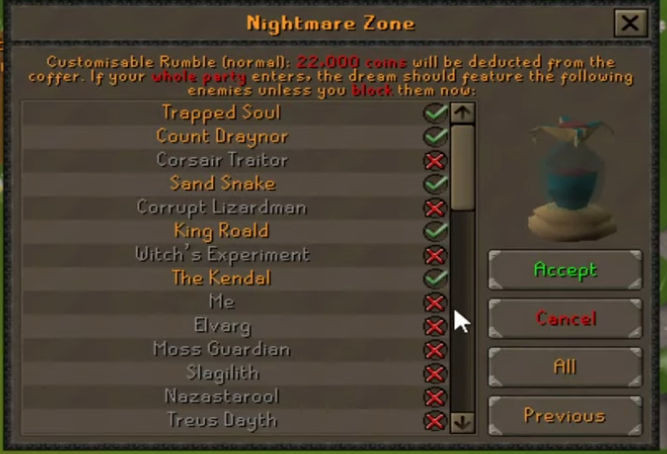 Nightmare Zone
Customisable Rumble (normal): 22,000 coins will be deducted from the
coffer. If your whole party enters, the dream should feature the following
enemies unless you block them now:
Trapped Soul
Count Draynor
Corsair Traitor
Sand Snake
Corrupt Lizardman
King Roald
Witch's Experiment
The Kendal
Me
Elvarg
Moss Guardian
Slagilith
Nazastarool
Treus Dayth
Accept
Cancel
All
Previous